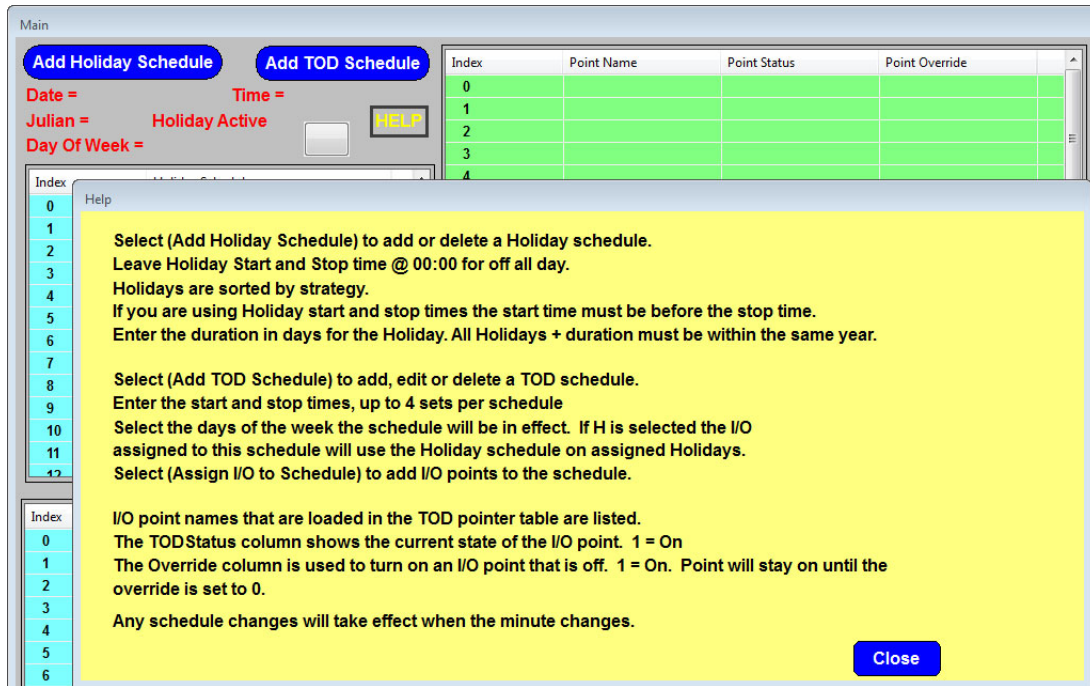 Main
Add Holiday Schedule
Add TOD Schedule
Date =
Time =
Julian =
Holiday Active
HELP
Day Of Week =
Index Point Name Point Status Point Override
0
1
2
3
4
Index
0
1
2
3
4
5
6
7
8
9
10
11
12
Index
0
1
2
3
4
5
6
Help
Select (Add Holiday Schedule) to add or delete a Holiday schedule.
Leave Holiday Start and Stop time @ 00:00 for off all day.
Holidays are sorted by strategy.
If you are using Holiday start and stop times the start time must be before the stop time.
Enter the duration in days for the Holiday. All Holidays + duration must be within the same year.
Select (Add TOD Schedule) to add, edit or delete a TOD schedule.
Enter the start and stop times, up to 4 sets per schedule
Select the days of the week the schedule will be in effect. If H is selected the I/O
assigned to this schedule will use the Holiday schedule on assigned Holidays.
Select (Assign I/O to Schedule) to add I/O points to the schedule.
I/O point names that are loaded in the TOD pointer table are listed.
The TODStatus column shows the current state of the I/O point. 1 = On
The Override column is used to turn on an I/O point that is off. 1 = On. Point will stay on until the
override is set to 0.
Any schedule changes will take effect when the minute changes.
Close